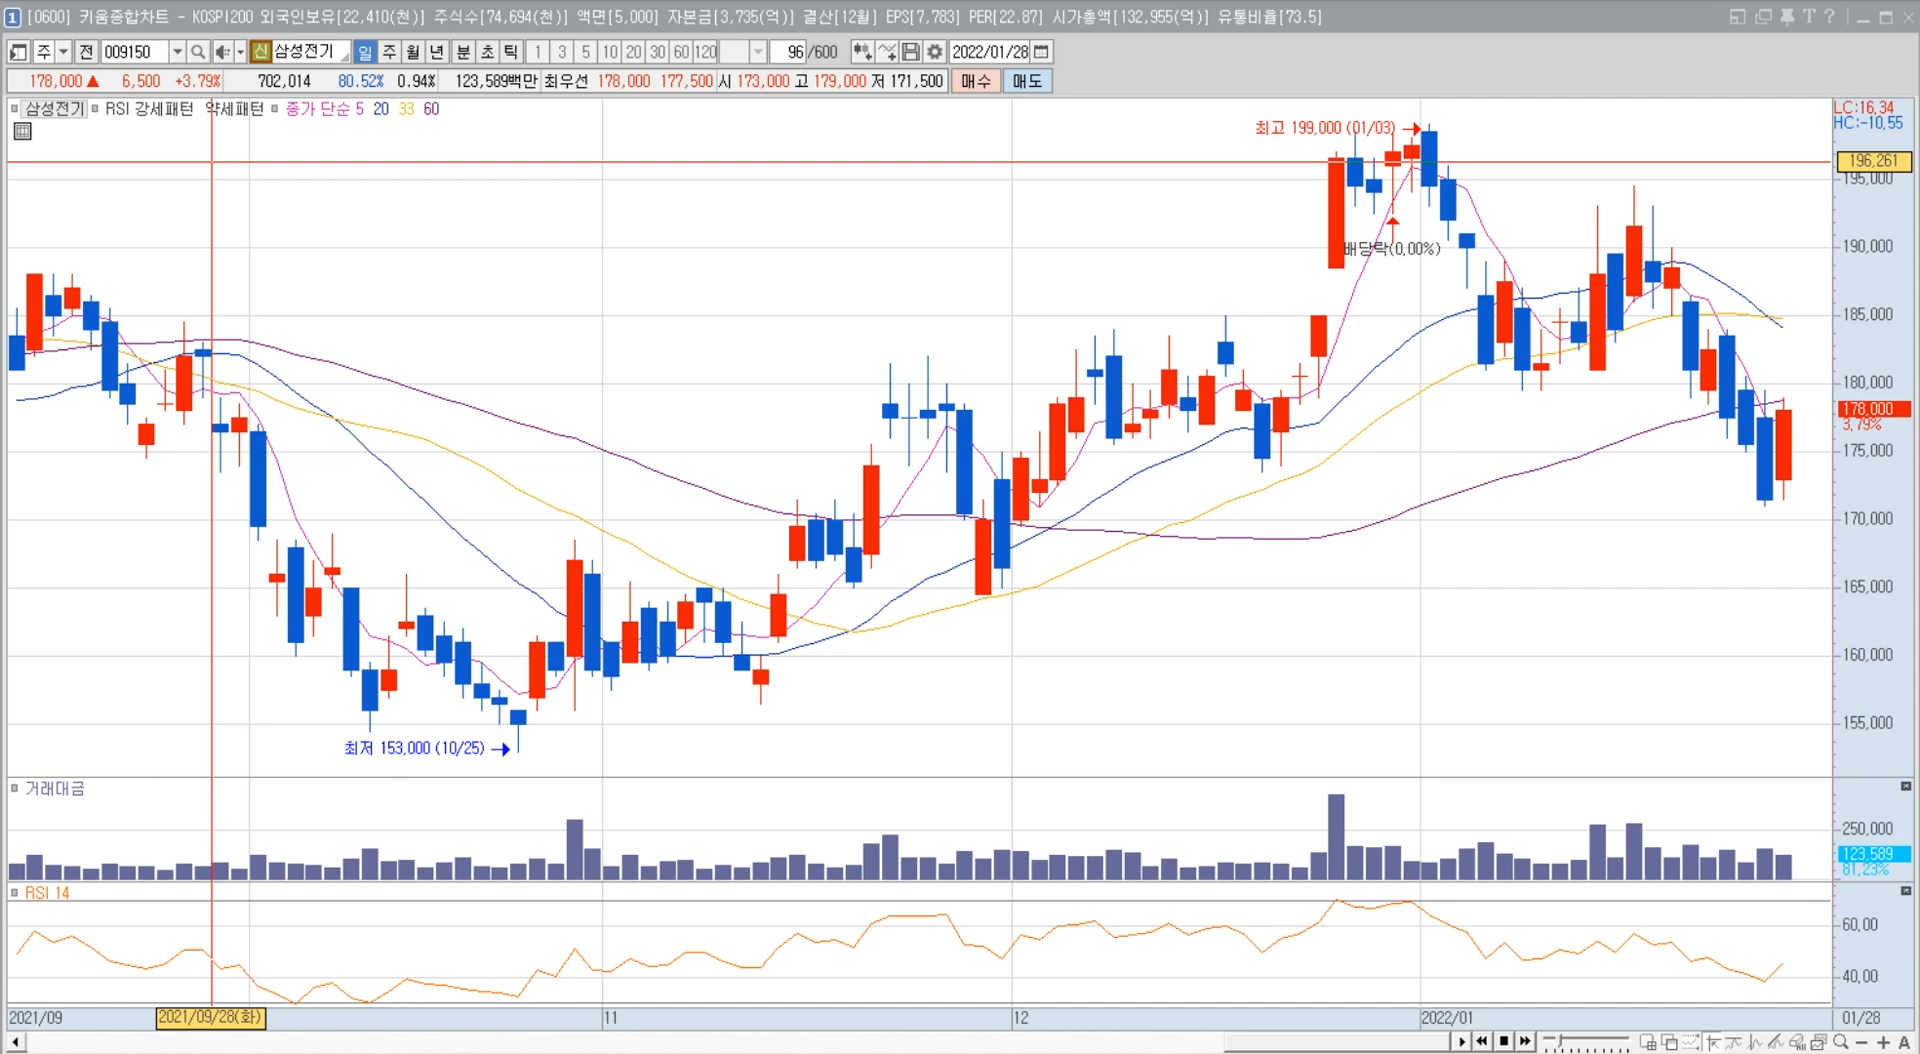 1 [0600] 키움종합차트 - KOSPI200 외국인보유[22,410(천)] 주식수[74,694(천)] 액면[5,000] 자본금[3,735(억)] 결산[12월] EPS[7,783] PER[22.87] 시가총액[132,955(억)] 유통비율[73.5]
주 전 009150 신 삼성전기 일 주 월 년 분 초 틱 1 3 5 10 20 30 60 120 96 /600 2022/01/28
178,000 ▲ 6,500 +3.79% 702,014 80.52% 0.94% 123,589백만 최우선 178,000 177,500 시 173,000 고 179,000 저 171,500 매수 매도
삼성전기 RSI 강세패턴 약세패턴 종가 단순 5 20 33 60
LC:16.34
HC:-10.55
최고 199,000 (01/03)
196,261
195,000
배당락(0.00%)
190,000
185,000
180,000
178,000
3.79%
175,000
170,000
165,000
160,000
155,000
최저 153,000 (10/25)
거래대금
250,000
123,589
81.23%
RSI 14
60.00
40.00
2021/09 2021/09/28(화) 11 12 2022/01 01/28